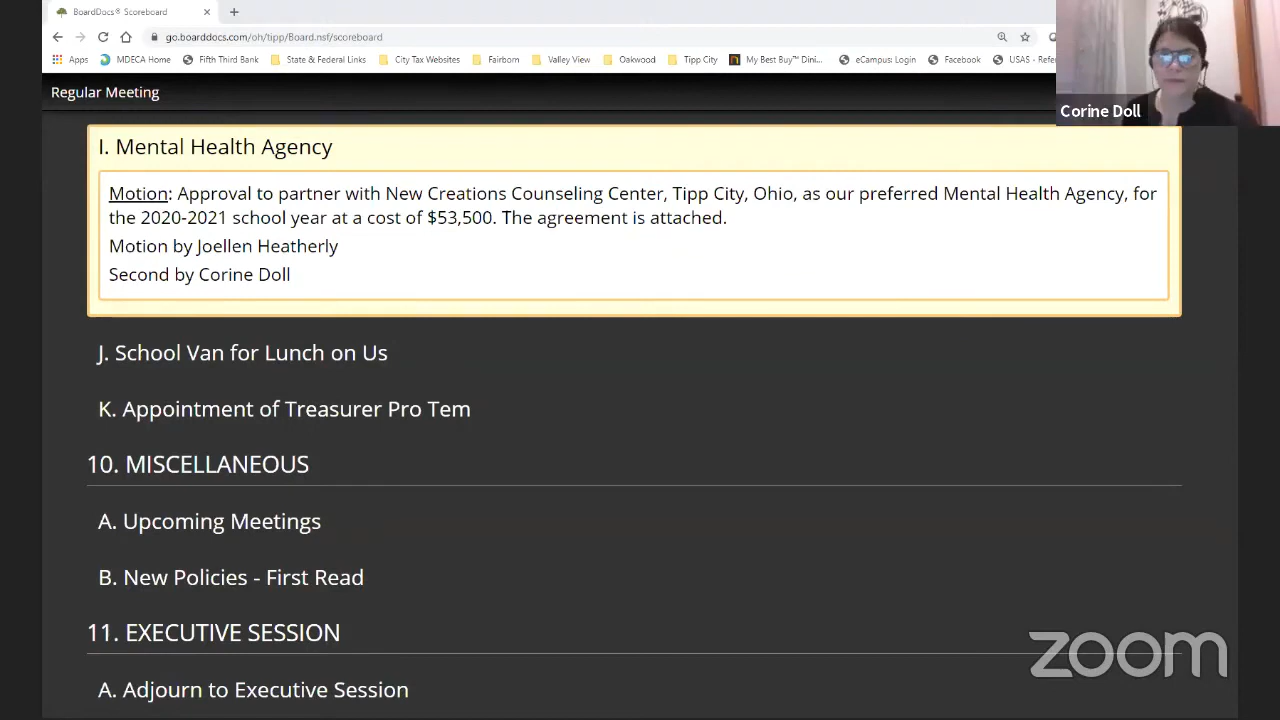 BoardDocs® Scoreboard
go.boarddocs.com/oh/tipp/Board.nsf/scoreboard
Apps MDECA Home Fifth Third Bank State & Federal Links City Tax Websites Fairborn Valley View Oakwood Tipp City My Best Buy™ Dini... eCampus: Login Facebook USAS - Refe
Regular Meeting
Corine Doll
I. Mental Health Agency
Motion: Approval to partner with New Creations Counseling Center, Tipp City, Ohio, as our preferred Mental Health Agency, for
the 2020-2021 school year at a cost of $53,500. The agreement is attached.
Motion by Joellen Heatherly
Second by Corine Doll
J. School Van for Lunch on Us
K. Appointment of Treasurer Pro Tem
10. MISCELLANEOUS
A. Upcoming Meetings
B. New Policies - First Read
11. EXECUTIVE SESSION
A. Adjourn to Executive Session
zoom